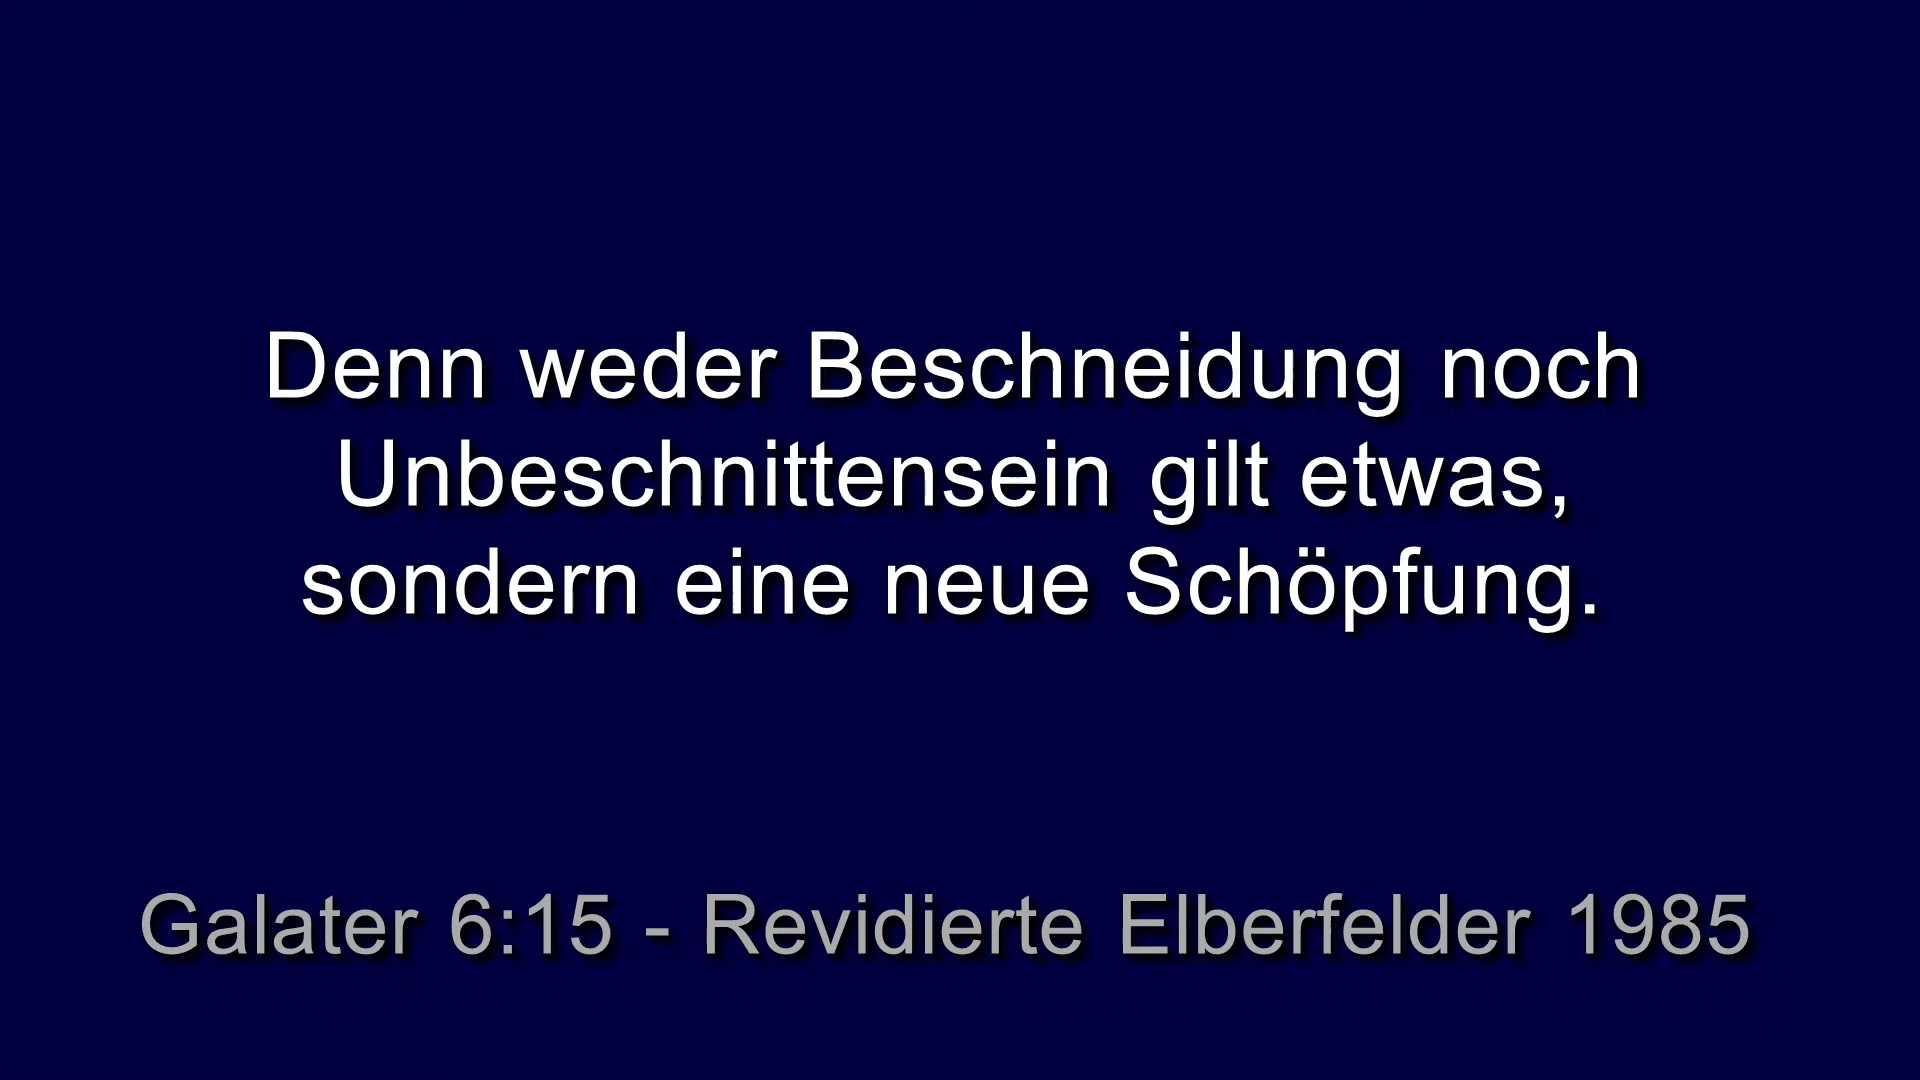 Denn weder Beschneidung noch
Unbeschnittensein gilt etwas,
sondern eine neue Schöpfung.
Galater 6:15 - Revidierte Elberfelder 1985